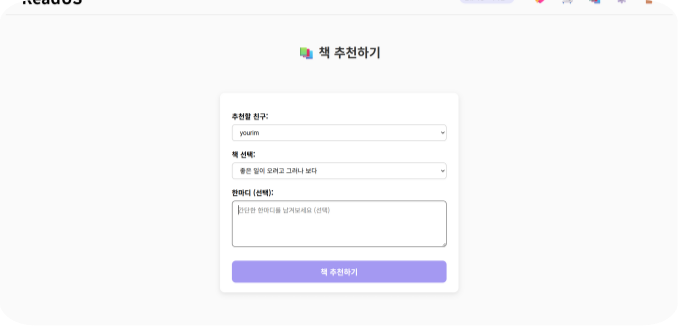 ReadUS
책 추천하기
추천할 친구:
yourim
책 선택:
좋은 일이 오려고 그러나 보다
한마디 (선택):
간단한 한마디를 남겨보세요 (선택)
책 추천하기